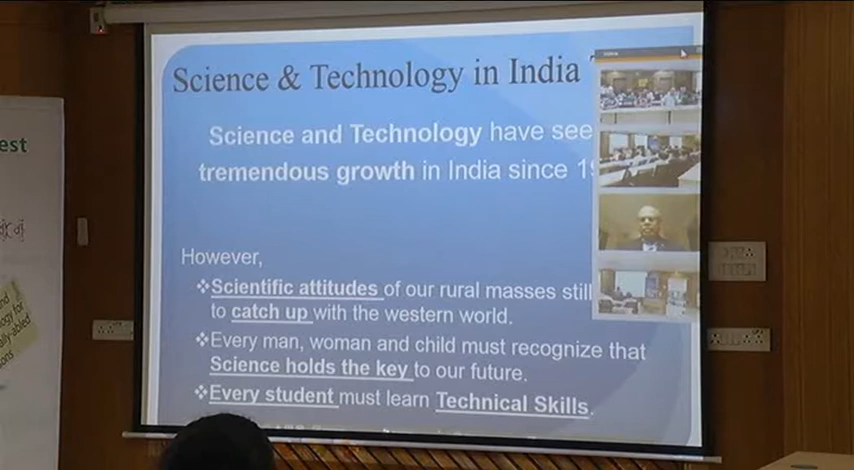 Science & Technology in India
Science and Technology have see
tremendous growth in India since 1
However,
❖Scientific attitudes of our rural masses still
to catch up with the western world.
❖Every man, woman and child must recognize that
Science holds the key to our future.
❖Every student must learn Technical Skills.
est